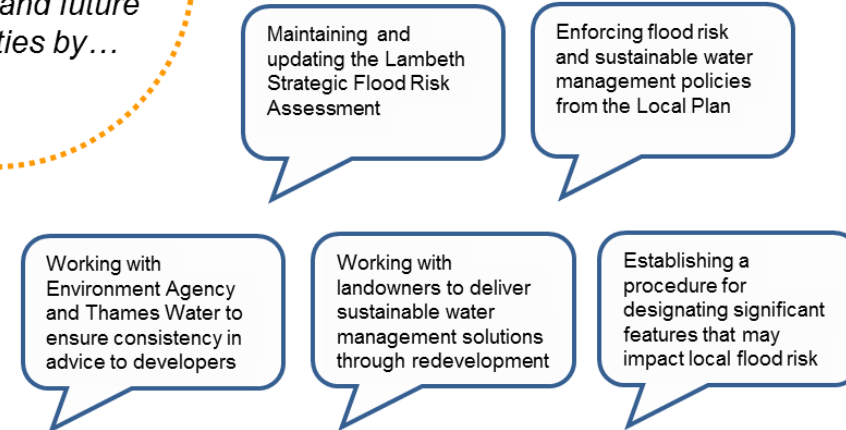 and future
ties by…
Maintaining and
updating the Lambeth
Strategic Flood Risk
Assessment
Enforcing flood risk
and sustainable water
management policies
from the Local Plan
Working with
Environment Agency
and Thames Water to
ensure consistency in
advice to developers
Working with
landowners to deliver
sustainable water
management solutions
through redevelopment
Establishing a
procedure for
designating significant
features that may
impact local flood risk